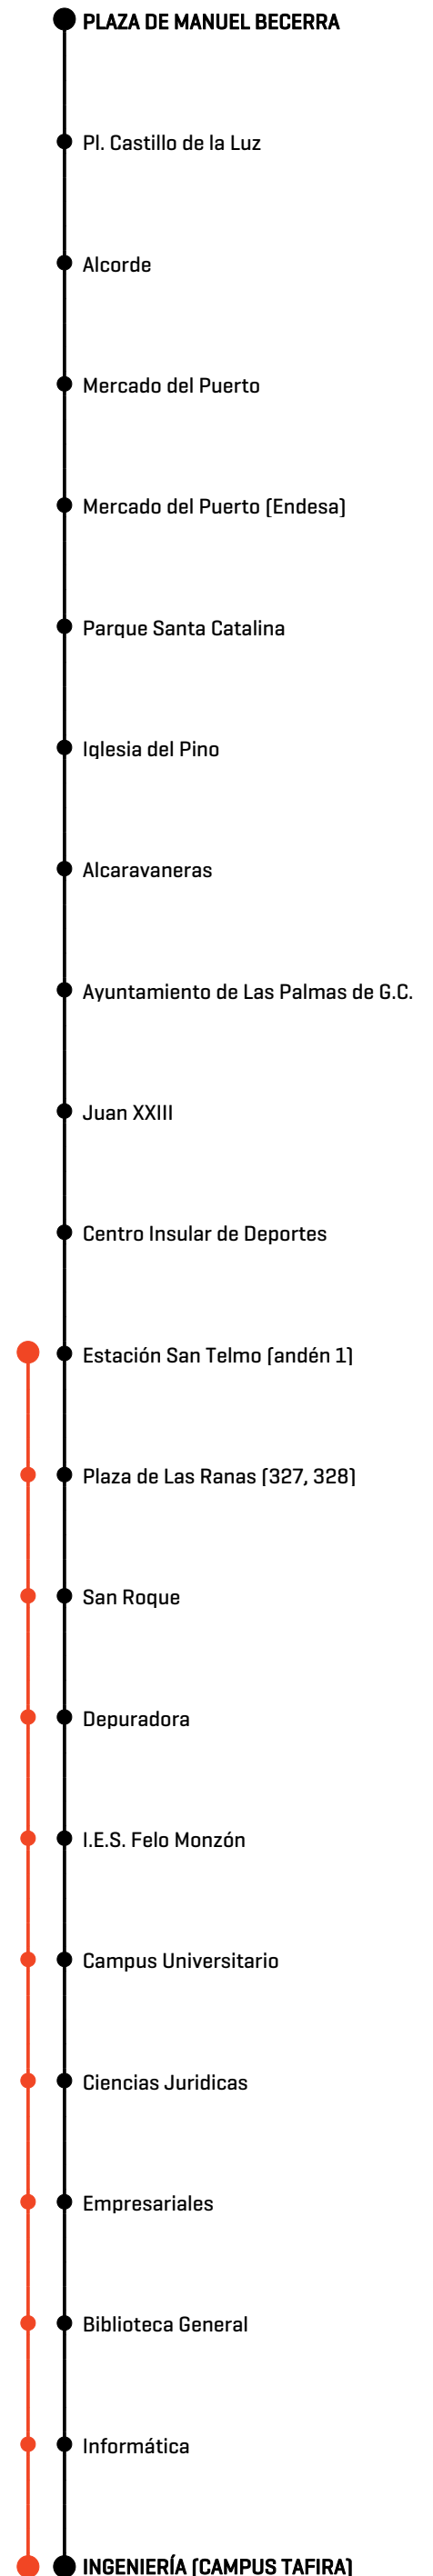 PLAZA DE MANUEL BECERRA
Pl. Castillo de la Luz
Alcorde
Mercado del Puerto
Mercado del Puerto (Endesa)
Parque Santa Catalina
Iglesia del Pino
Alcaravaneras
Ayuntamiento de Las Palmas de G.C.
Juan XXIII
Centro Insular de Deportes
Estación San Telmo (andén 1)
Plaza de Las Ranas (327, 328)
San Roque
Depuradora
I.E.S. Felo Monzón
Campus Universitario
Ciencias Juridicas
Empresariales
Biblioteca General
Informática
INGENIERÍA (CAMPUS TAFIRA)